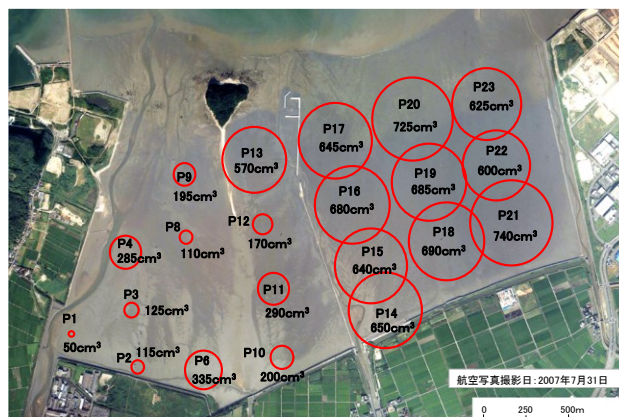 P23
625cm³
P20
725cm³
P17
645cm³
P13
570cm³
P22
600cm³
P19
685cm³
P9
195cm³
P16
680cm³
P21
740cm³
P12
170cm³
P8
110cm³
P18
690cm³
P4
285cm³
P15
640cm³
P11
290cm³
P3
125cm³
P14
650cm³
P1
50cm³
P2
115cm³
P6
335cm³
P10
200cm³
航空写真撮影日:2007年7月31日
0 250 500m